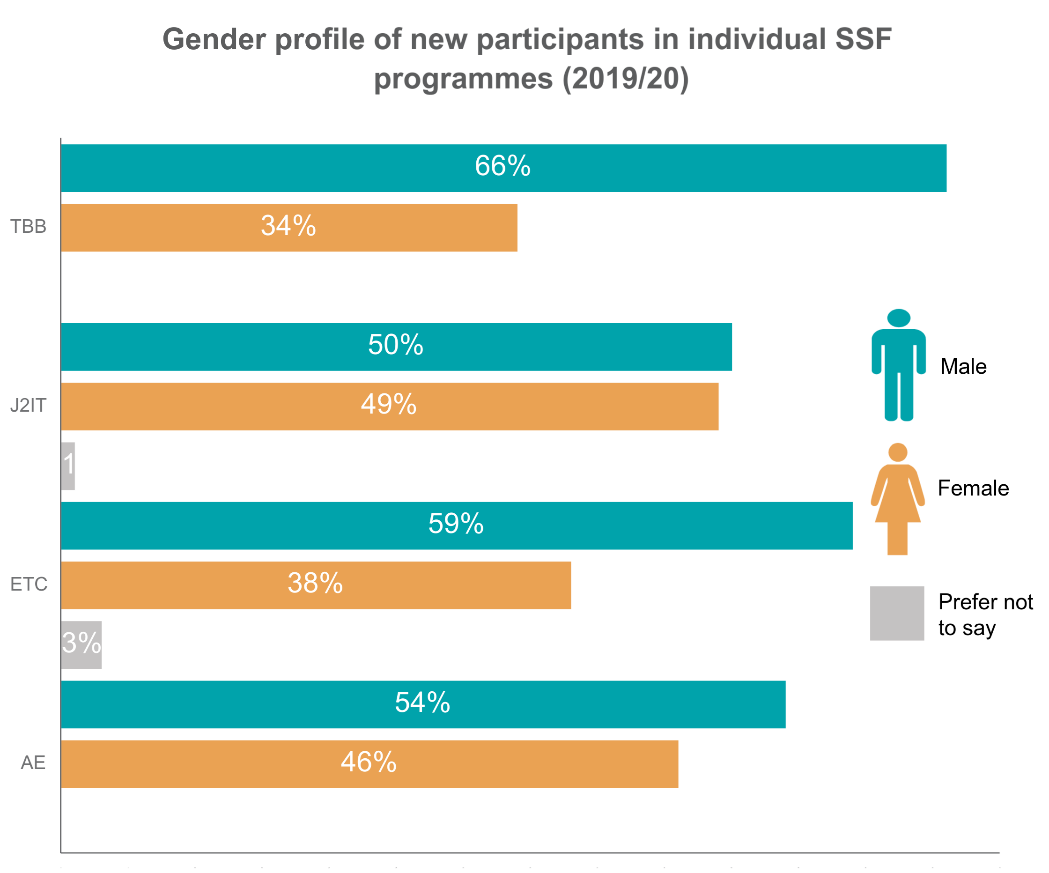 Gender profile of new participants in individual SSF
programmes (2019/20)
66%
TBB
34%
50%
Male
J2IT
49%
1
Female
59%
ETC
38%
Prefer not
to say
3%
54%
AE
46%